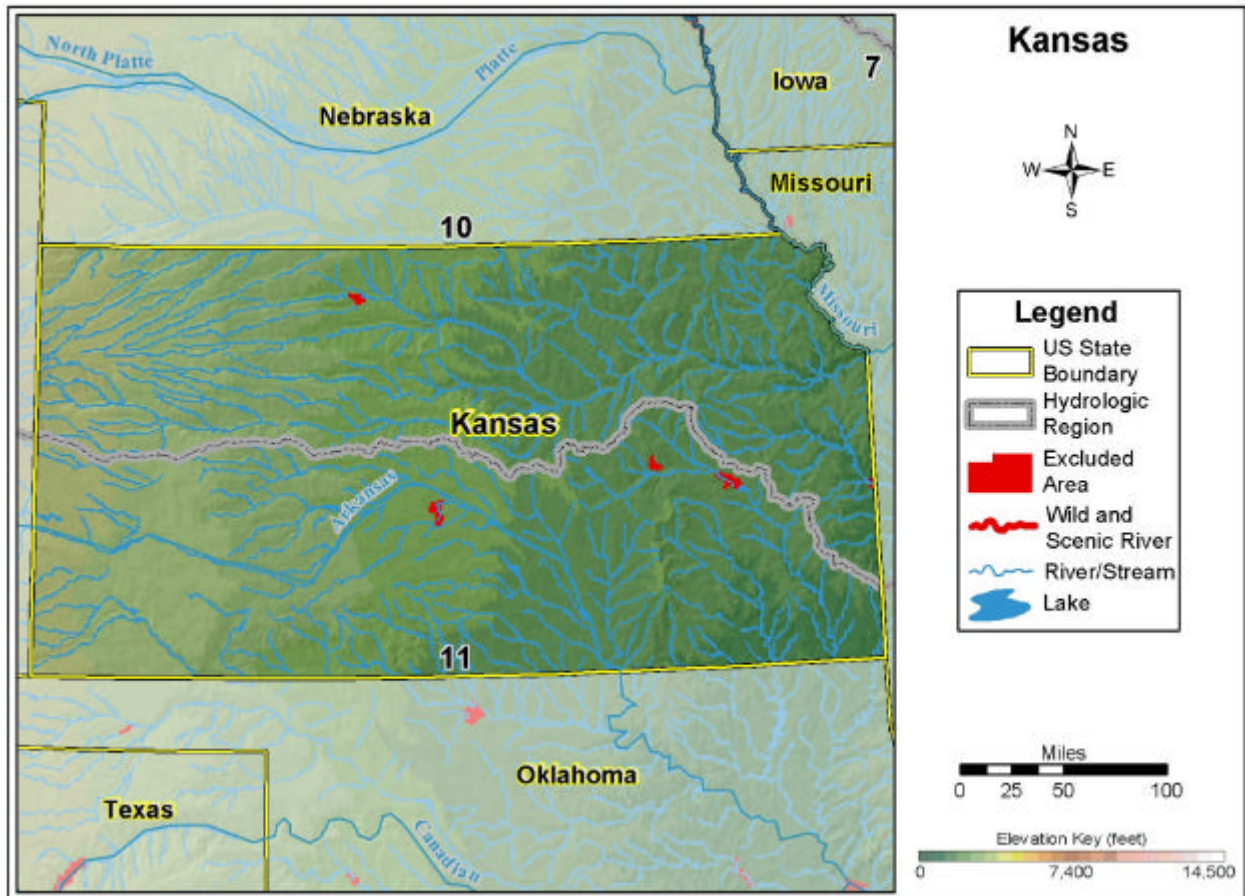 Kansas
North Platte
Platte
Nebraska
Iowa
7
Missouri
10
Missouri
Kansas
Arkansas
11
Oklahoma
Texas
Canadian
N
W
E
S
Legend
US State
Boundary
Hydrologic
Region
Excluded
Area
Wild and
Scenic River
River/Stream
Lake
Miles
0 25 50 100
Elevation Key (feet)
0 7,400 14,500